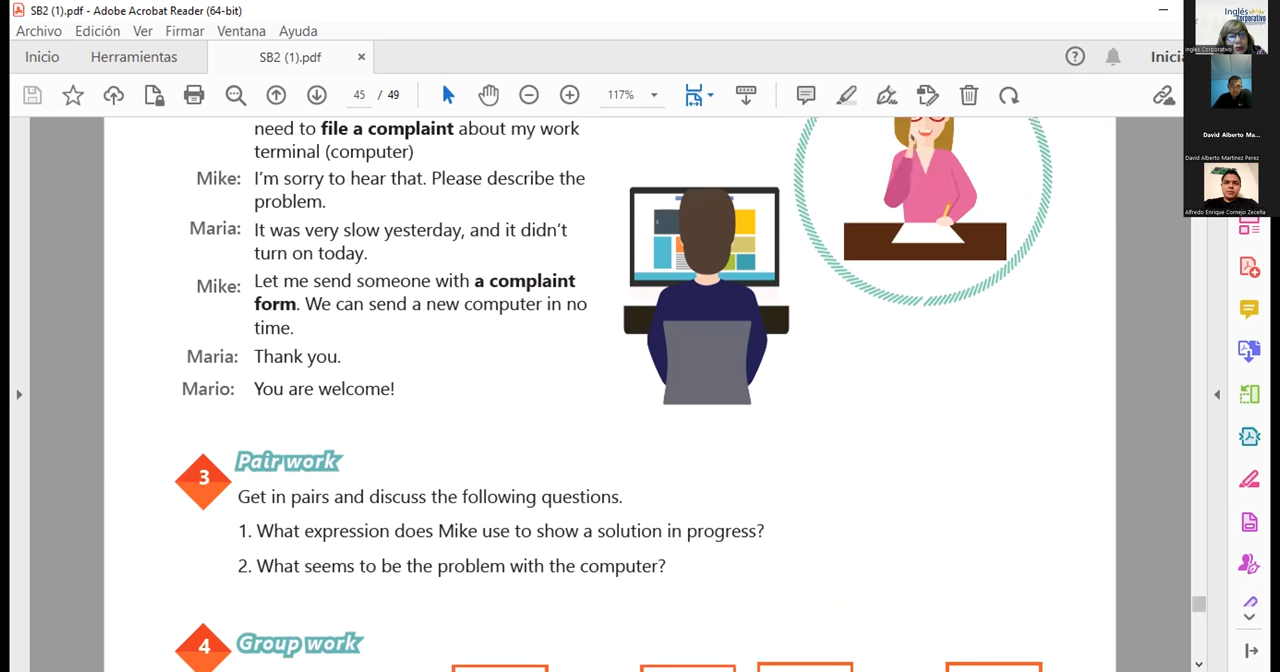 SB2 (1).pdf - Adobe Acrobat Reader (64-bit)
Archivo Edición Ver Firmar Ventana Ayuda
Inicio Herramientas SB2 (1).pdf ×
45 / 49 117%
need to file a complaint about my work
terminal (computer)
Mike: I'm sorry to hear that. Please describe the
problem.
Maria: It was very slow yesterday, and it didn't
turn on today.
Mike: Let me send someone with a complaint
form. We can send a new computer in no
time.
Maria: Thank you.
Mario: You are welcome!
3 Pair work
Get in pairs and discuss the following questions.
1. What expression does Mike use to show a solution in progress?
2. What seems to be the problem with the computer?
4 Group work
Inglés
Corporativo
Inglés Corporativo
David Alberto Ma...
David Alberto Martinez Perez
Alfredo Enrique Cornejo Zeceña